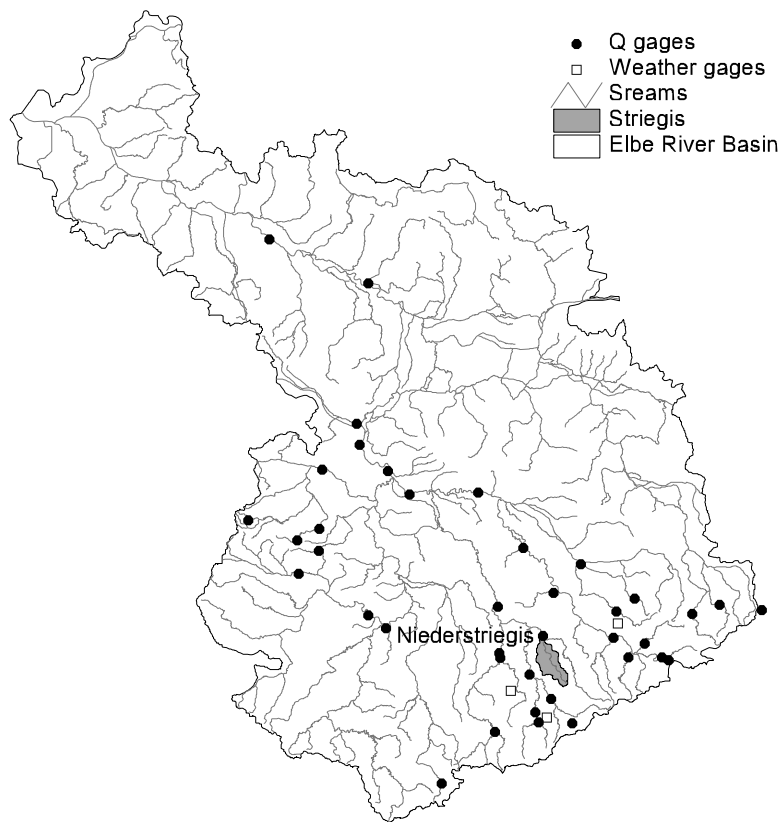 Q gages
Weather gages
Sreams
Striegis
Elbe River Basin
Niederstriegis